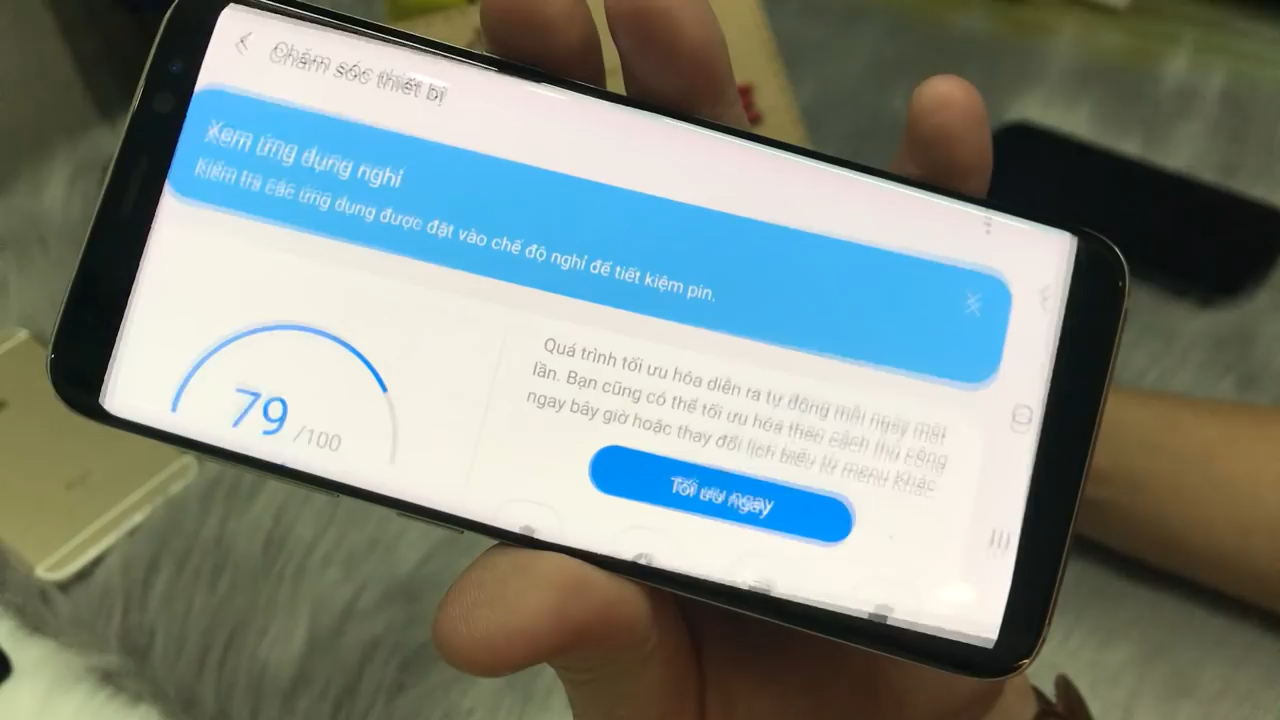 Chăm sóc thiết bị
Xem ứng dụng nghỉ
Kiểm tra các ứng dụng được đặt vào chế độ nghỉ để tiết kiệm pin.
79 /100
Quá trình tối ưu hóa diễn ra tự động mỗi ngày một
lần. Bạn cũng có thể tối ưu hóa theo cách thủ công
ngay bây giờ hoặc thay đổi lịch biểu từ menu Khác.
Tối ưu ngay